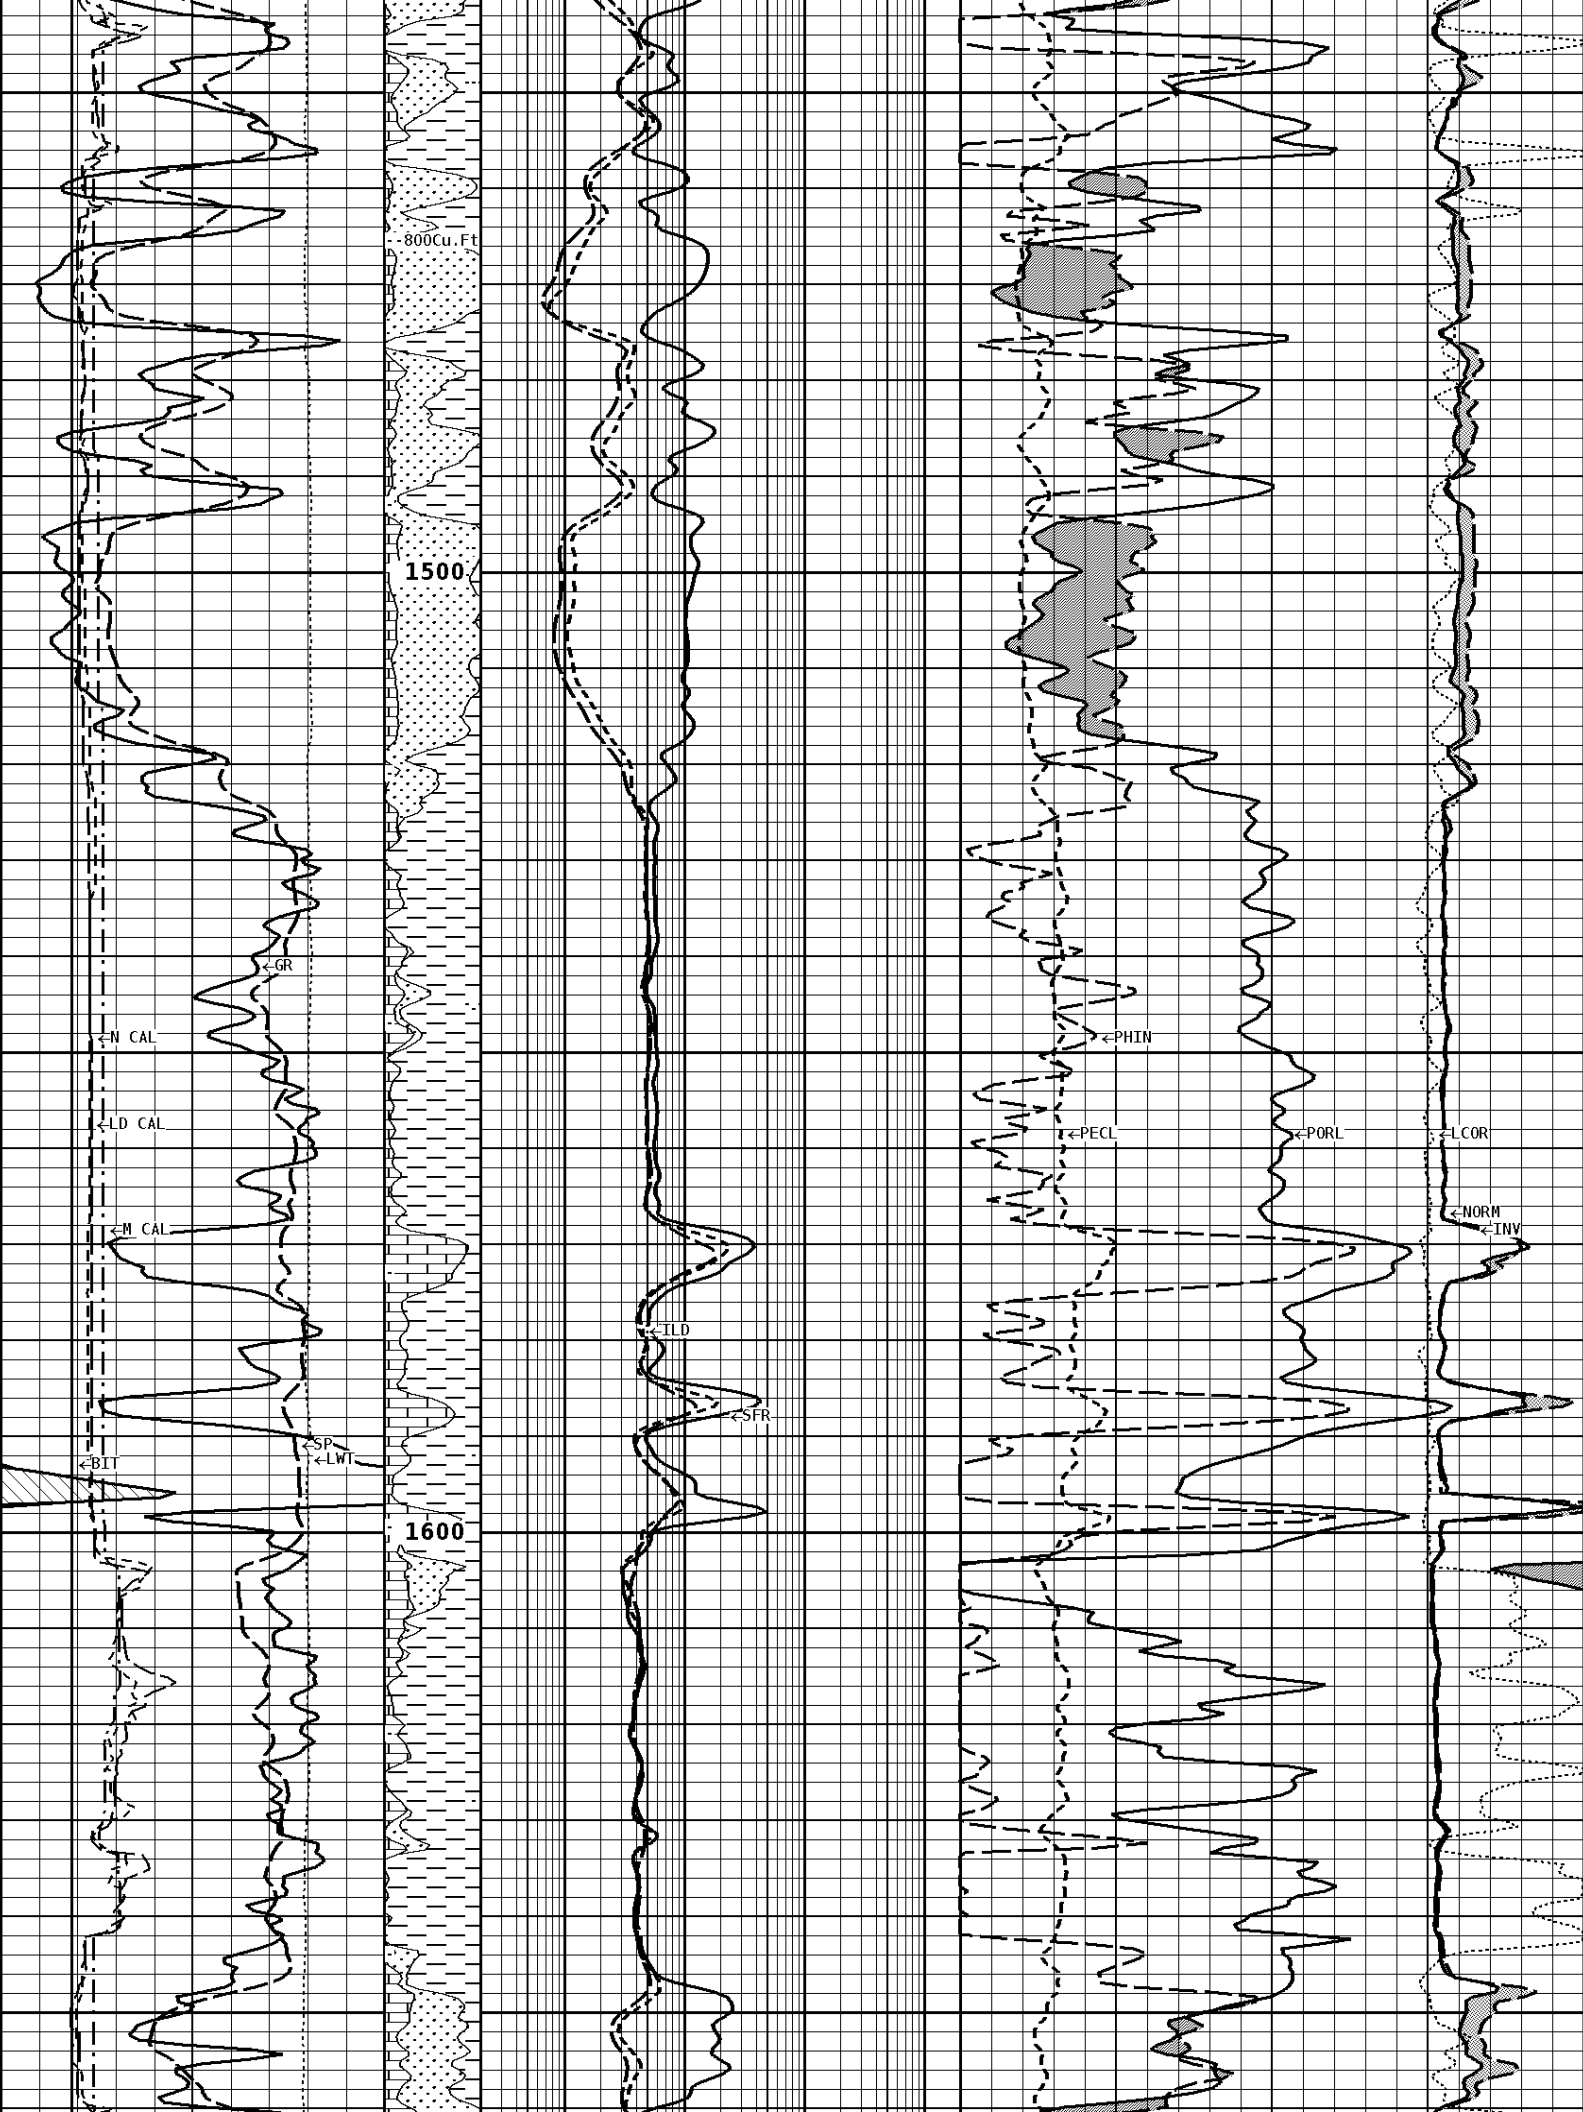 800Cu.Ft
1500
←GR
←N CAL
←PHIN
←LD CAL
←PECL
←PORL
←LCOR
←NORM
←M CAL
←INV
←ILD
←SFR
←SP
←LWT
←BIT
1600